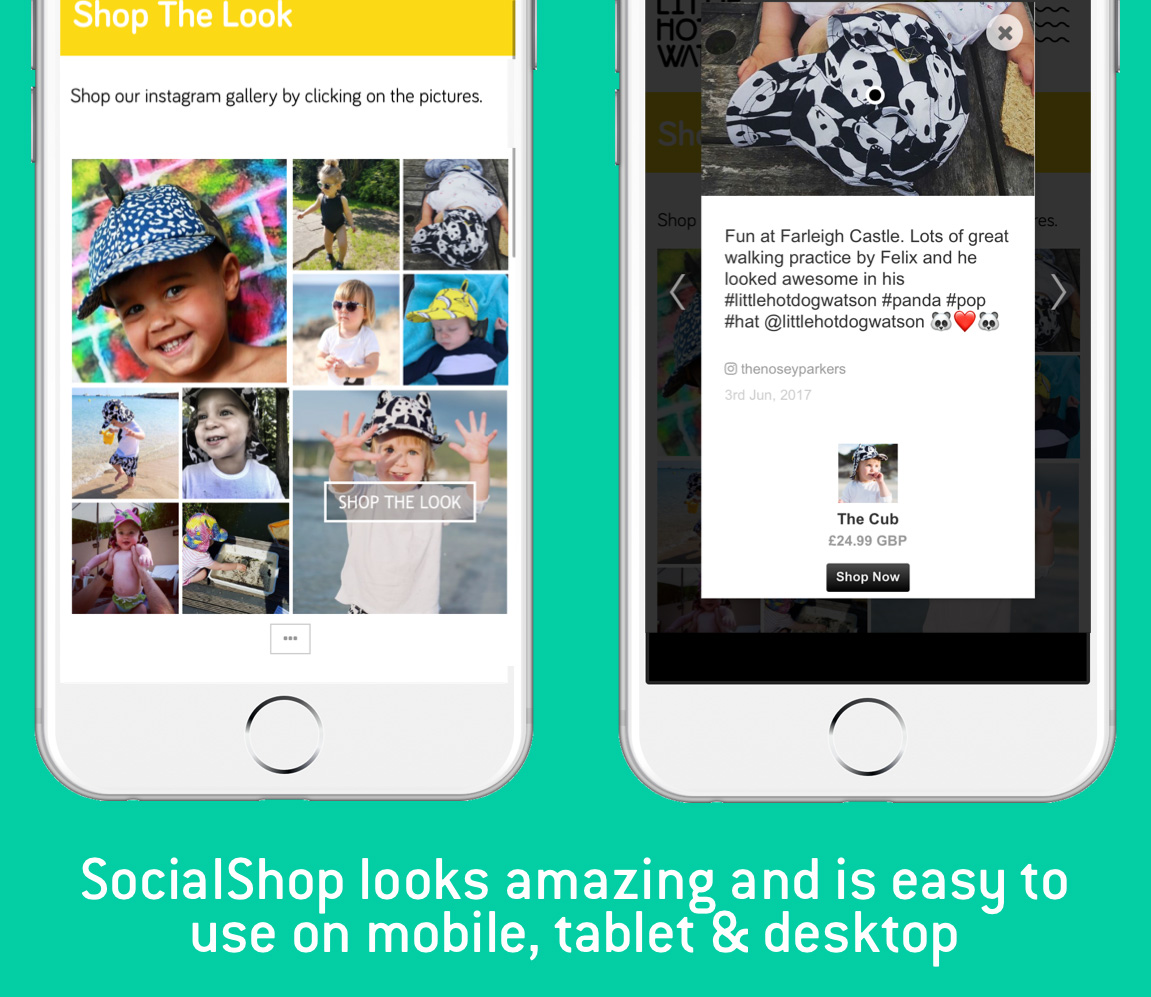 Shop The Look
Shop our instagram gallery by clicking on the pictures.
SHOP THE LOOK
•••
HOT
Sh
Shop
res.
Fun at Farleigh Castle. Lots of great
walking practice by Felix and he
looked awesome in his
#littlehotdogwatson #panda #pop
#hat @littlehotdogwatson 🐼❤️🐼
thenoseyparkers
3rd Jun, 2017
The Cub
£24.99 GBP
Shop Now
SocialShop looks amazing and is easy to
use on mobile, tablet & desktop